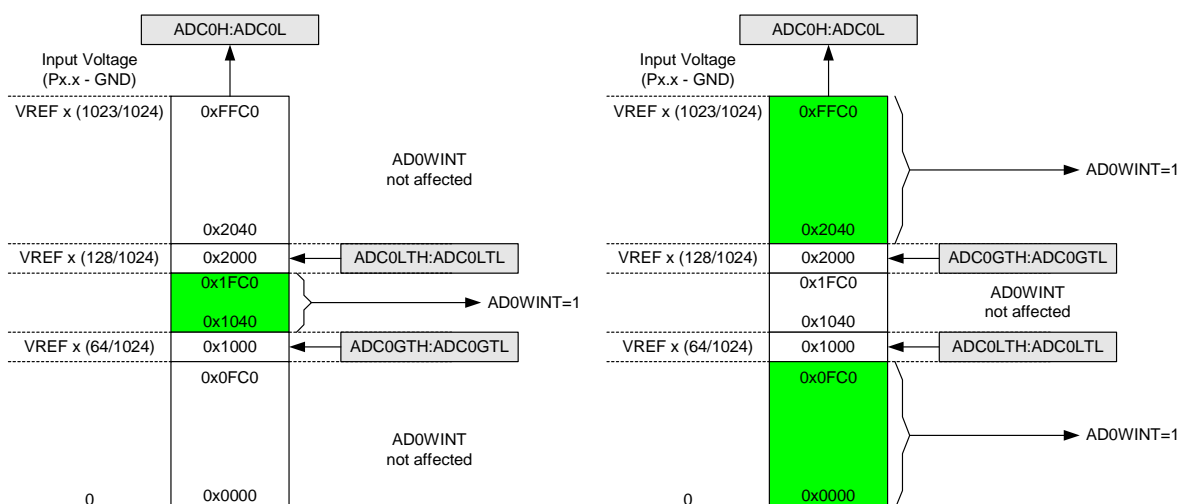 ADC0H:ADC0L
Input Voltage
(Px.x - GND)
VREF x (1023/1024)
0xFFC0
AD0WINT
not affected
0x2040
VREF x (128/1024)
0x2000
ADC0LTH:ADC0LTL
0x1FC0
AD0WINT=1
0x1040
VREF x (64/1024)
0x1000
ADC0GTH:ADC0GTL
0x0FC0
AD0WINT
not affected
0
0x0000
ADC0H:ADC0L
Input Voltage
(Px.x - GND)
VREF x (1023/1024)
0xFFC0
AD0WINT=1
0x2040
VREF x (128/1024)
0x2000
ADC0GTH:ADC0GTL
0x1FC0
AD0WINT
not affected
0x1040
VREF x (64/1024)
0x1000
ADC0LTH:ADC0LTL
0x0FC0
AD0WINT=1
0
0x0000